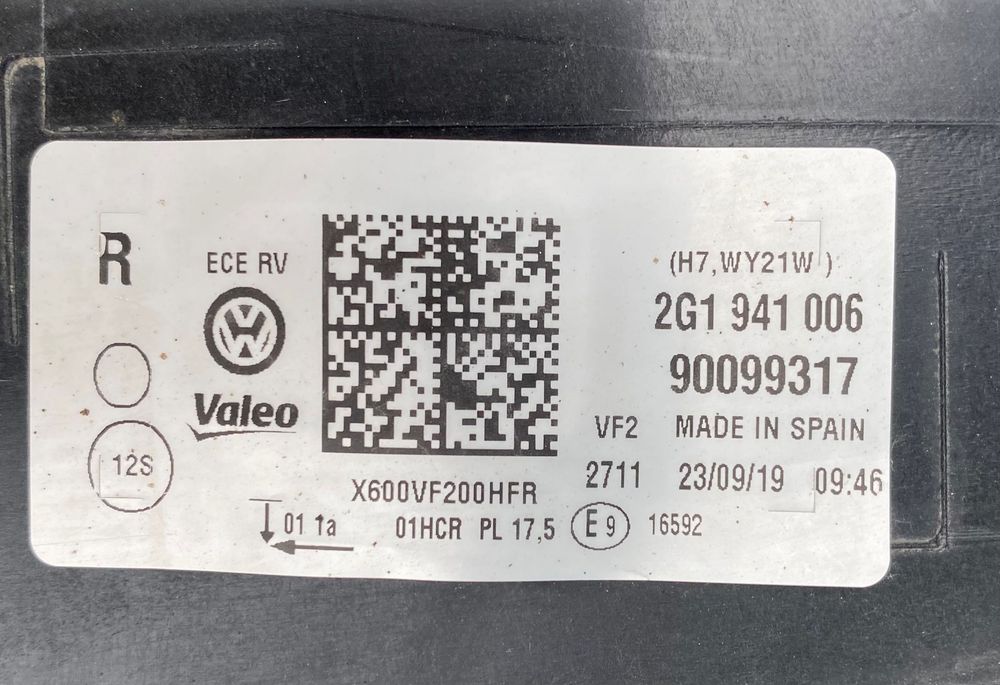 R
ECE RV
(H7,WY21W )
2G1 941 006
90099317
Valeo
VF2 MADE IN SPAIN
12S
2711 23/09/19 09:46
X600VF200HFR
01 1a 01HCR PL 17,5 E9 16592